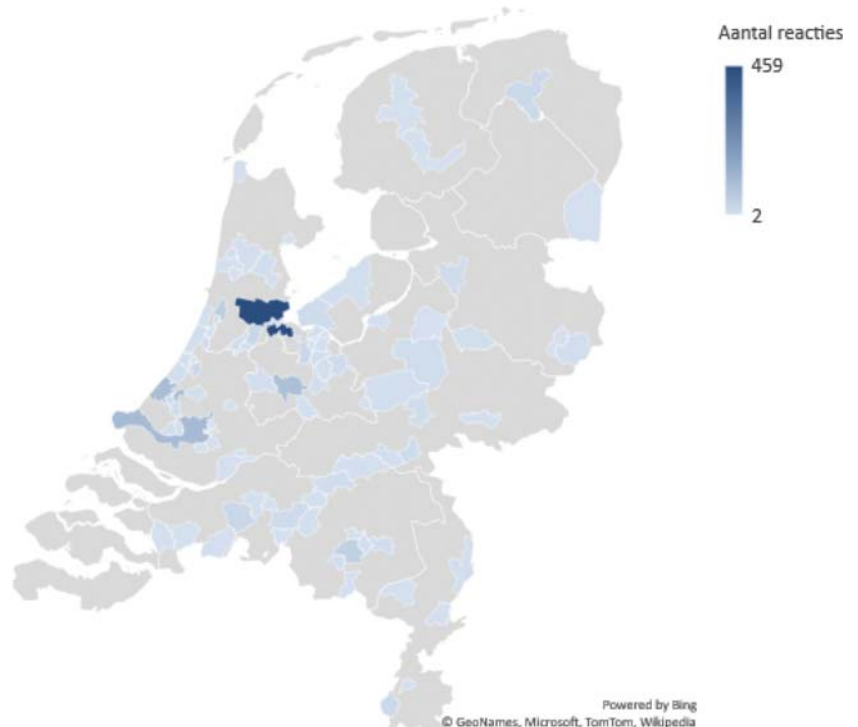 Aantal reacties
459
2
Powered by Bing
© GeoNames, Microsoft, TomTom, Wikipedia